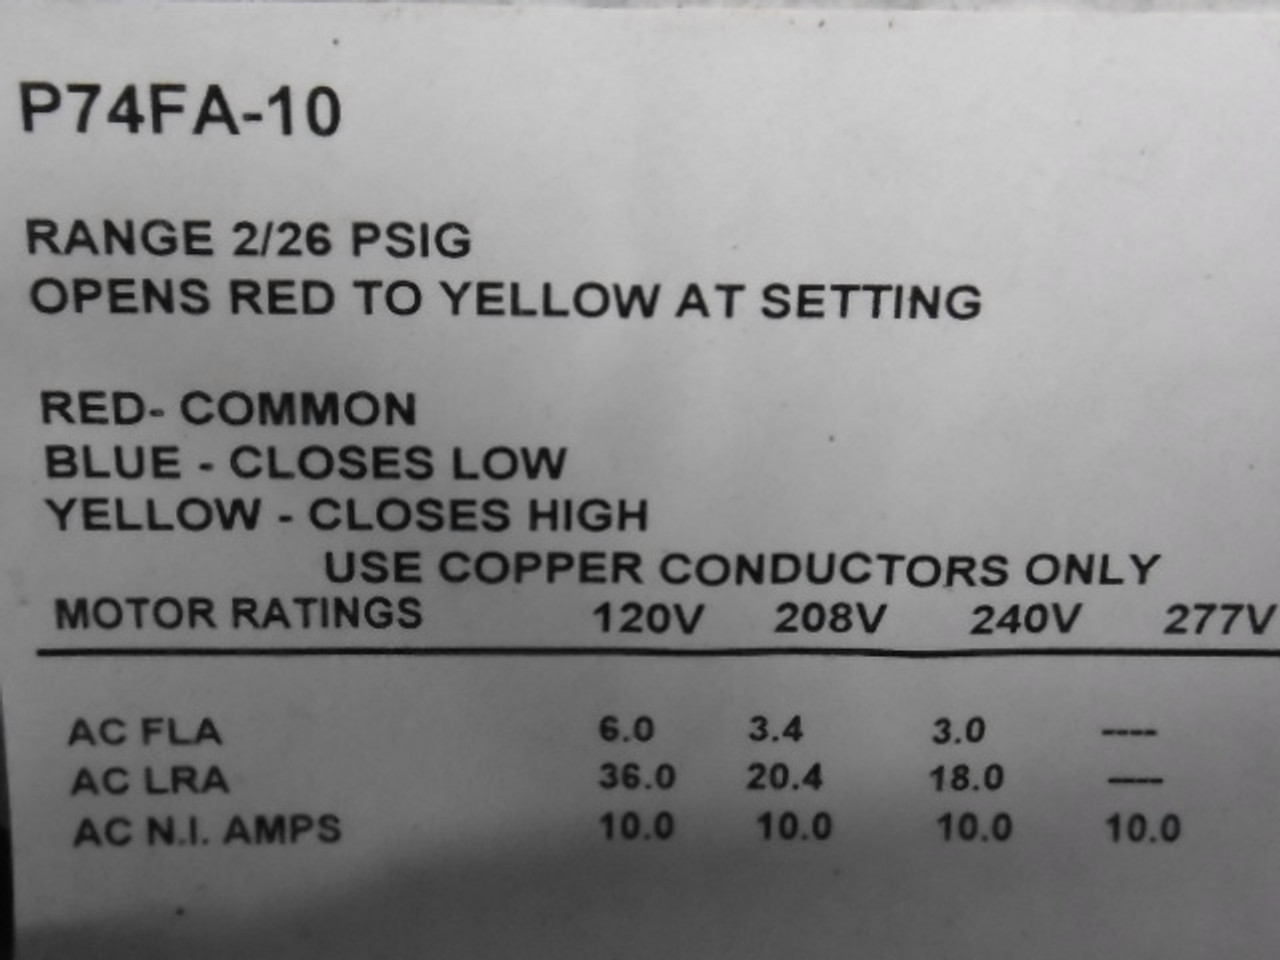 P74FA-10
RANGE 2/26 PSIG
OPENS RED TO YELLOW AT SETTING
RED- COMMON
BLUE - CLOSES LOW
YELLOW - CLOSES HIGH
USE COPPER CONDUCTORS ONLY
MOTOR RATINGS 120V 208V 240V 277V
AC FLA 6.0 3.4 3.0 ----
AC LRA 36.0 20.4 18.0 ----
AC N.I. AMPS 10.0 10.0 10.0 10.0